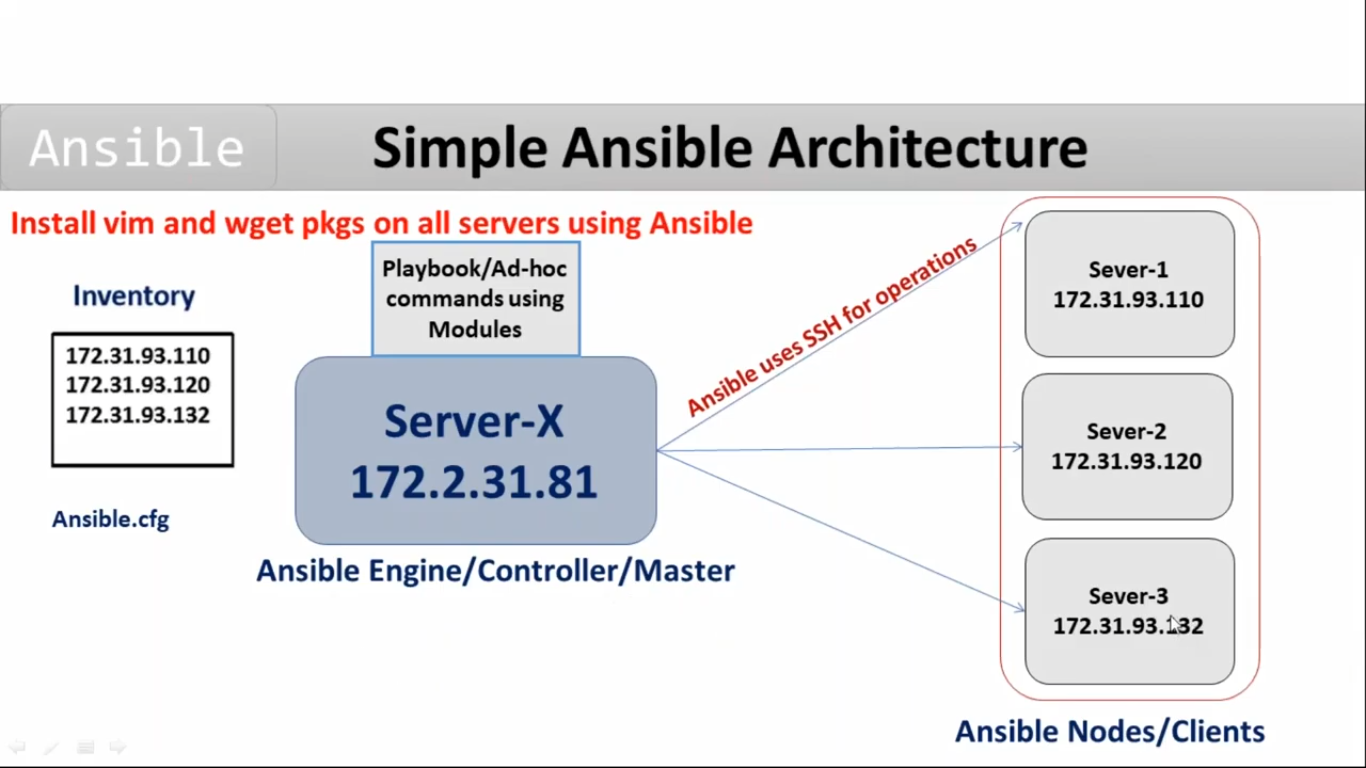 Ansible
Simple Ansible Architecture
Install vim and wget pkgs on all servers using Ansible
Inventory
172.31.93.110
172.31.93.120
172.31.93.132
Ansible.cfg
Playbook/Ad-hoc
commands using
Modules
Server-X
172.2.31.81
Ansible Engine/Controller/Master
Ansible uses SSH for operations
Sever-1
172.31.93.110
Sever-2
172.31.93.120
Sever-3
172.31.93.132
Ansible Nodes/Clients